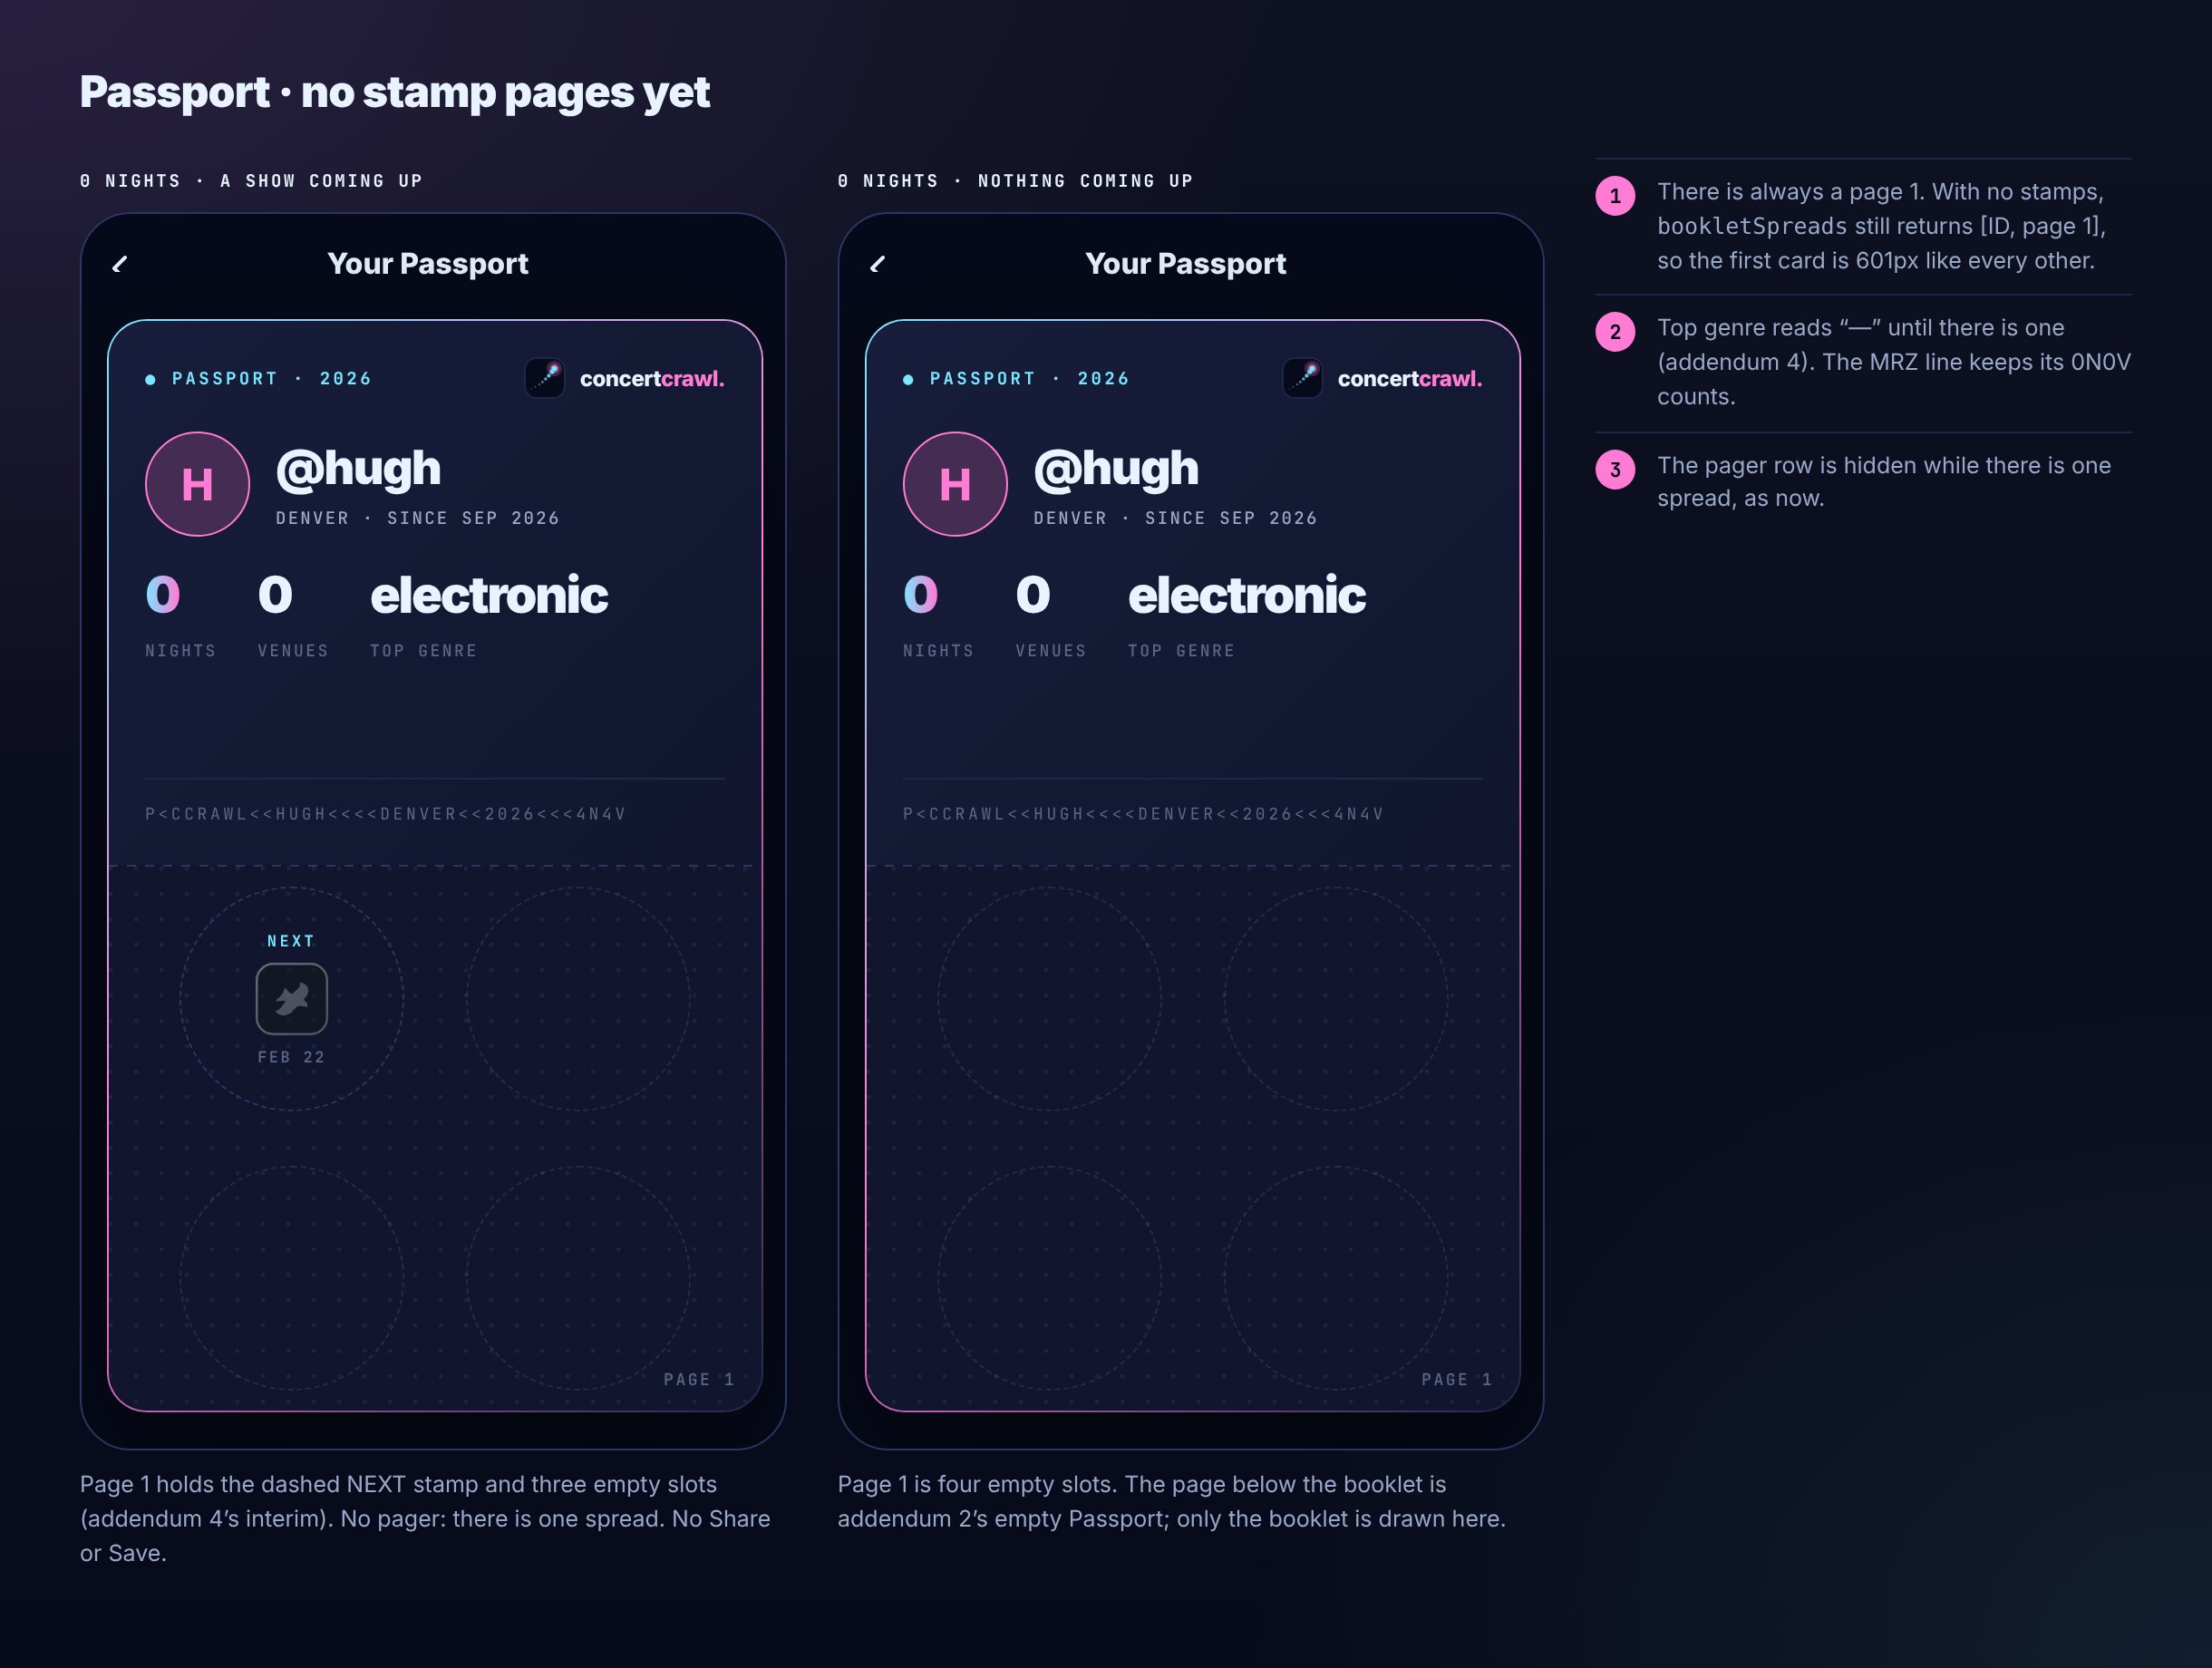 Passport · no stamp pages yet
0 NIGHTS · A SHOW COMING UP
Your Passport
PASSPORT · 2026
concertcrawl.
H
@hugh
DENVER · SINCE SEP 2026
0 0 electronic
NIGHTS VENUES TOP GENRE
P<CCRAWL<<HUGH<<<<DENVER<<2026<<<4N4V
NEXT
FEB 22
PAGE 1
Page 1 holds the dashed NEXT stamp and three empty slots
(addendum 4’s interim). No pager: there is one spread. No Share
or Save.
0 NIGHTS · NOTHING COMING UP
Your Passport
PASSPORT · 2026
concertcrawl.
H
@hugh
DENVER · SINCE SEP 2026
0 0 electronic
NIGHTS VENUES TOP GENRE
P<CCRAWL<<HUGH<<<<DENVER<<2026<<<4N4V
PAGE 1
Page 1 is four empty slots. The page below the booklet is
addendum 2’s empty Passport; only the booklet is drawn here.
1 There is always a page 1. With no stamps,
bookletSpreads still returns [ID, page 1],
so the first card is 601px like every other.
2 Top genre reads “—” until there is one
(addendum 4). The MRZ line keeps its 0N0V
counts.
3 The pager row is hidden while there is one
spread, as now.